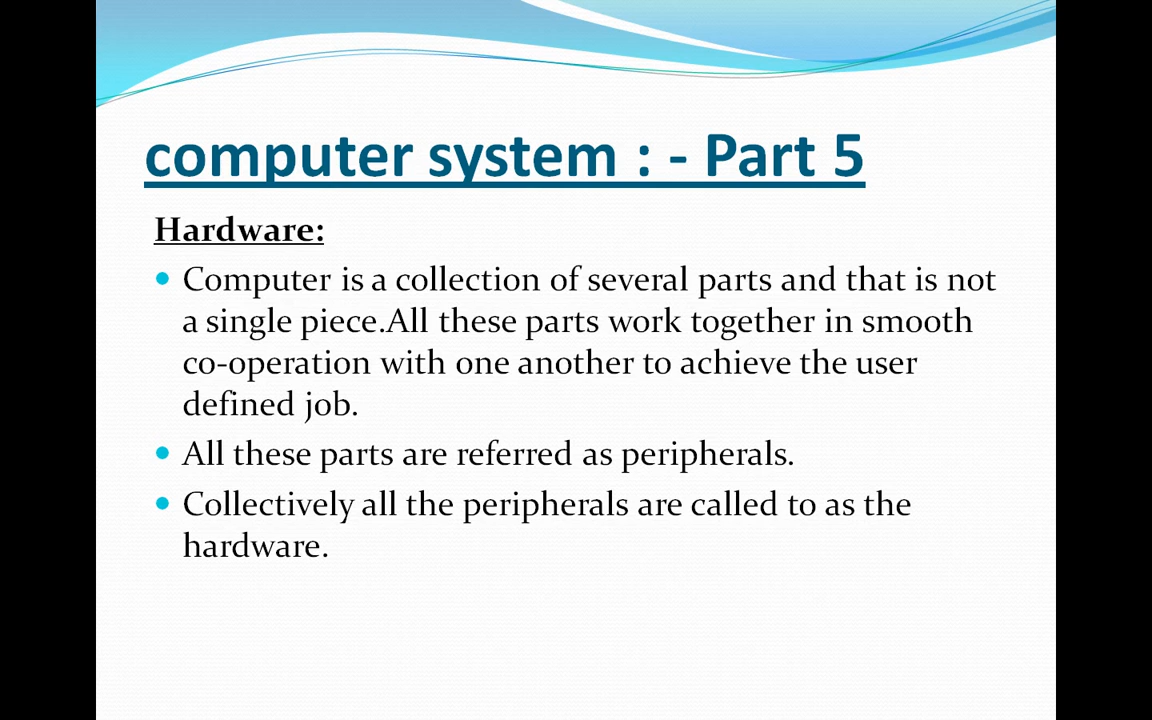 computer system : - Part 5
Hardware:
Computer is a collection of several parts and that is not
a single piece.All these parts work together in smooth
co-operation with one another to achieve the user
defined job.
All these parts are referred as peripherals.
Collectively all the peripherals are called to as the
hardware.